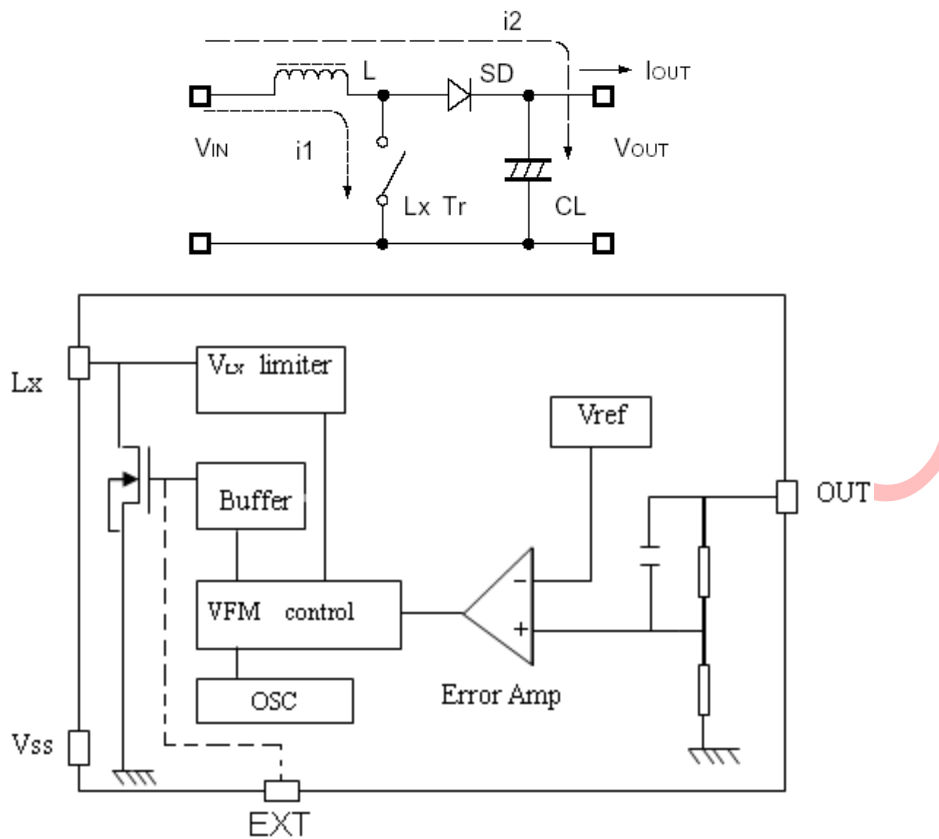 i2
L
SD
IOUT
VIN
i1
VOUT
Lx Tr
CL
VLX limiter
Lx
Vref
Buffer
OUT
VFM control
-
+
Error Amp
OSC
Vss
EXT